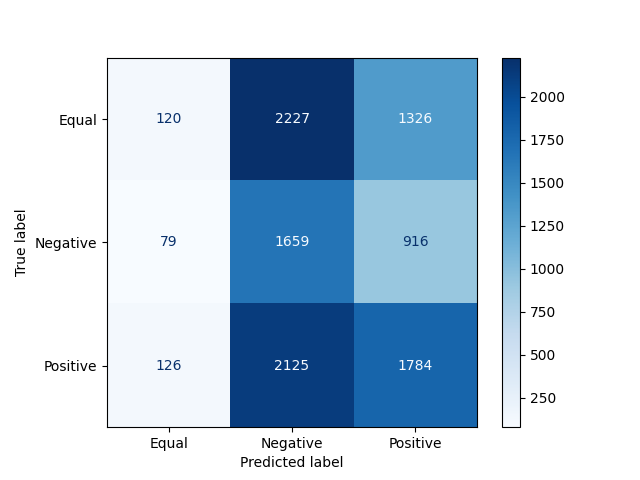 Equal 120 2227 1326
Negative 79 1659 916
Positive 126 2125 1784
Equal Negative Positive
Predicted label
True label
2000
1750
1500
1250
1000
750
500
250